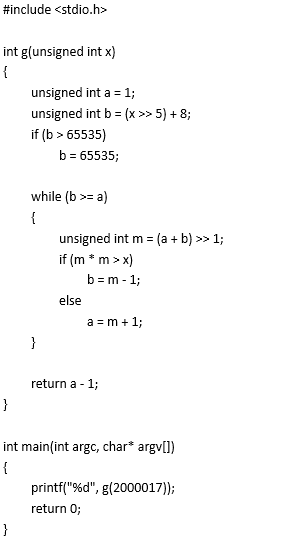 #include <stdio.h>
int g(unsigned int x)
{
unsigned int a = 1;
unsigned int b = (x >> 5) + 8;
if (b > 65535)
b = 65535;
while (b >= a)
{
unsigned int m = (a + b) >> 1;
if (m * m > x)
b = m - 1;
else
a = m + 1;
}
return a - 1;
}
int main(int argc, char* argv[])
{
printf("%d", g(2000017));
return 0;
}